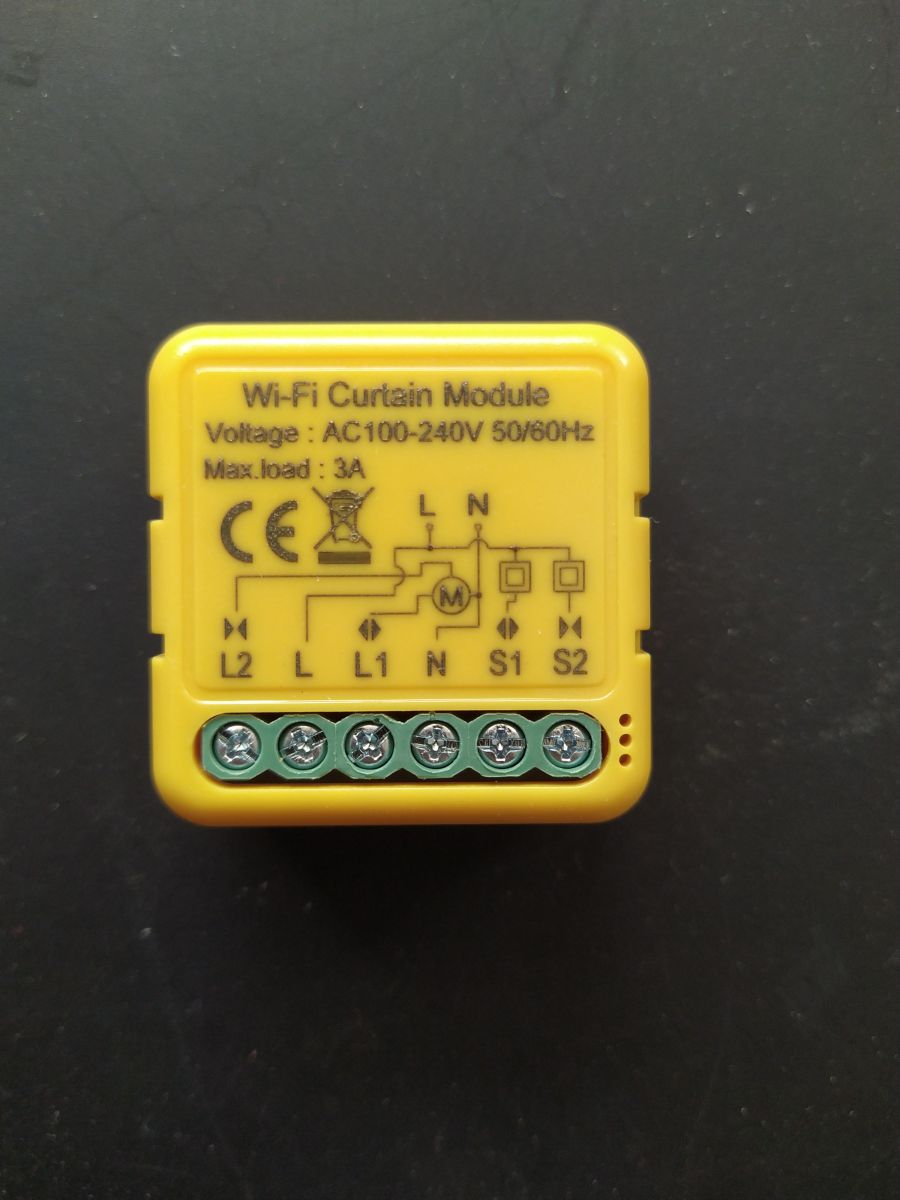 Wi-Fi Curtain Module
Voltage : AC100-240V 50/60Hz
Max.load : 3A
CE
L N
M
L2 L L1 N S1 S2